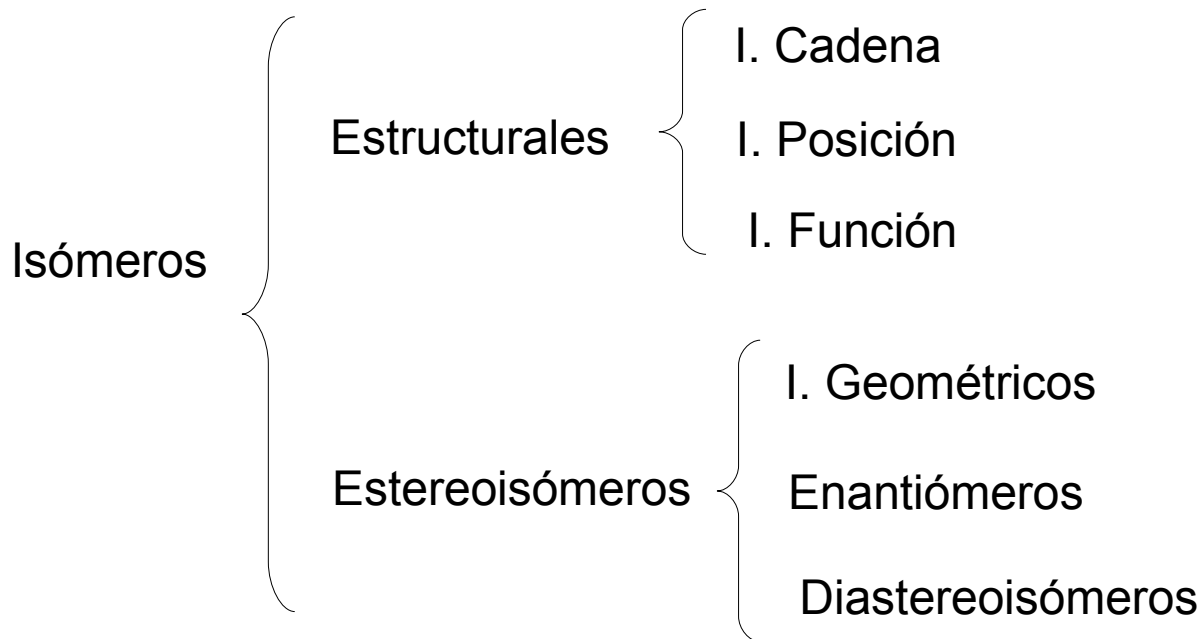 Isómeros
Estructurales
I. Cadena
I. Posición
I. Función
Estereoisómeros
I. Geométricos
Enantiómeros
Diastereoisómeros